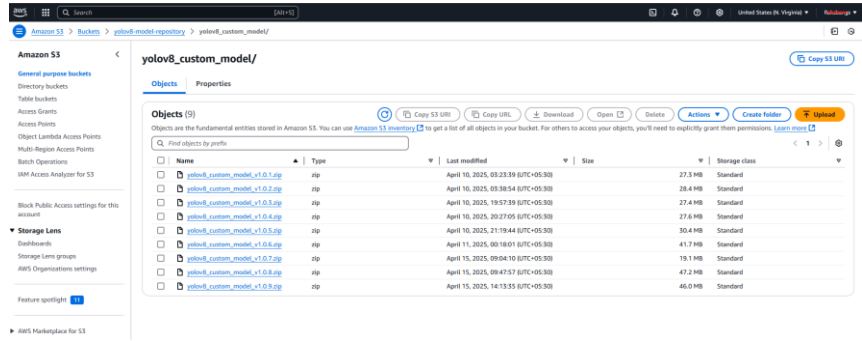 aws Search [Alt+S] United States (N. Virginia)
Amazon S3 > Buckets > yolov8-model-repository > yolov8_custom_model/
Amazon S3
General purpose buckets
Directory buckets
Table buckets
Access Grants
Access Points
Object Lambda Access Points
Multi-Region Access Points
Batch Operations
IAM Access Analyzer for S3
Block Public Access settings for this
account
Storage Lens
Dashboards
Storage Lens groups
AWS Organizations settings
Feature spotlight 11
AWS Marketplace for S3
yolov8_custom_model/ Copy S3 URI
Objects Properties
Objects (9) Copy S3 URI Copy URL Download Open Delete Actions Create folder Upload
Objects are the fundamental entities stored in Amazon S3. You can use Amazon S3 inventory to get a list of all objects in your bucket. For others to access your objects, you'll need to explicitly grant them permissions. Learn more
Find objects by prefix 1
Name Type Last modified Size Storage class
yolov8_custom_model_v1.0.1.zip zip April 10, 2025, 03:23:39 (UTC+05:30) 27.3 MB Standard
yolov8_custom_model_v1.0.2.zip zip April 10, 2025, 03:38:54 (UTC+05:30) 28.4 MB Standard
yolov8_custom_model_v1.0.3.zip zip April 10, 2025, 19:57:39 (UTC+05:30) 27.4 MB Standard
yolov8_custom_model_v1.0.4.zip zip April 10, 2025, 20:27:05 (UTC+05:30) 27.6 MB Standard
yolov8_custom_model_v1.0.5.zip zip April 10, 2025, 21:19:44 (UTC+05:30) 30.4 MB Standard
yolov8_custom_model_v1.0.6.zip zip April 11, 2025, 00:18:01 (UTC+05:30) 41.7 MB Standard
yolov8_custom_model_v1.0.7.zip zip April 15, 2025, 09:04:10 (UTC+05:30) 19.1 MB Standard
yolov8_custom_model_v1.0.8.zip zip April 15, 2025, 09:47:57 (UTC+05:30) 47.2 MB Standard
yolov8_custom_model_v1.0.9.zip zip April 15, 2025, 14:13:35 (UTC+05:30) 46.0 MB Standard